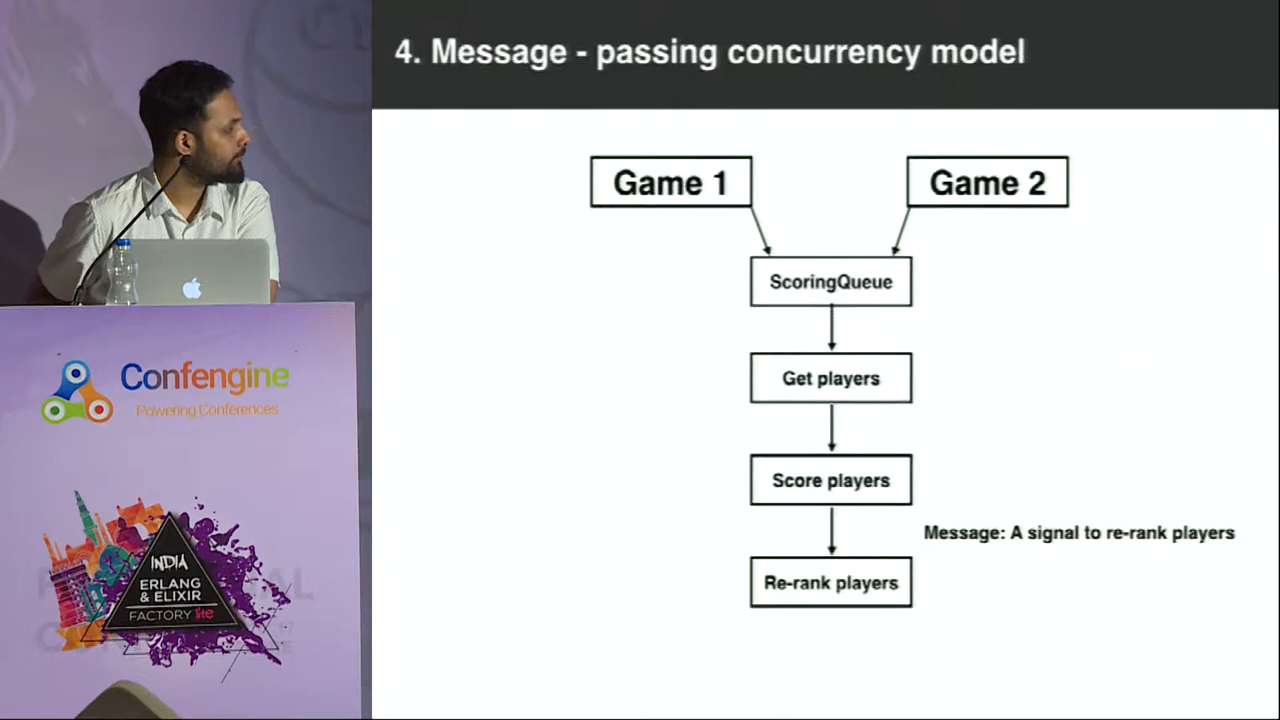 4. Message - passing concurrency model
Game 1
Game 2
ScoringQueue
Get players
Score players
Message: A signal to re-rank players
Re-rank players
Confengine
Powering Conferences
INDIA
ERLANG
& ELIXIR
FACTORY lite